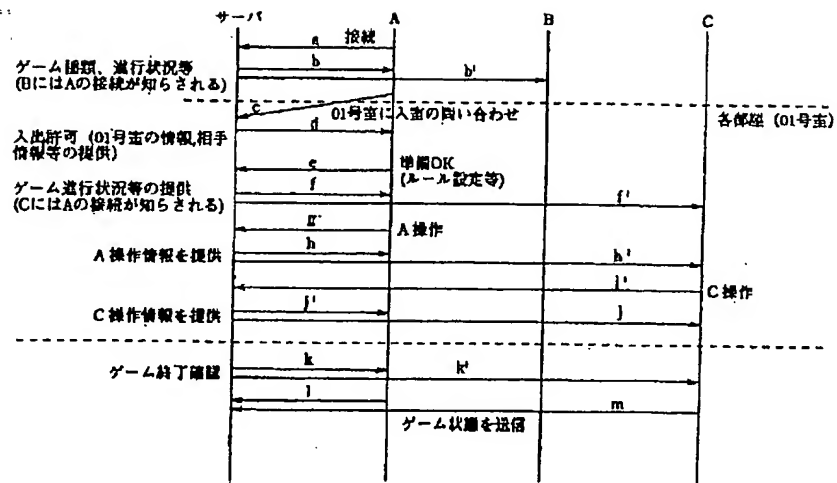 サーバ A B C
a 接続
b
ゲーム種類、進行状況等 b'
(BにはAの接続が知らされる)
c 01号室に入室の問い合わせ 各部屋 (01号室)
d
入出許可 (01号室の情報,相手
情報等の提供)
e 準備OK
(ルール設定等)
f
ゲーム進行状況等の提供 f'
(CにはAの接続が知らされる)
A操作
h
A操作情報を提供 h'
i'
C操作
j'
C操作情報を提供 j
k
ゲーム終了確認 k'
l m
ゲーム状態を送信